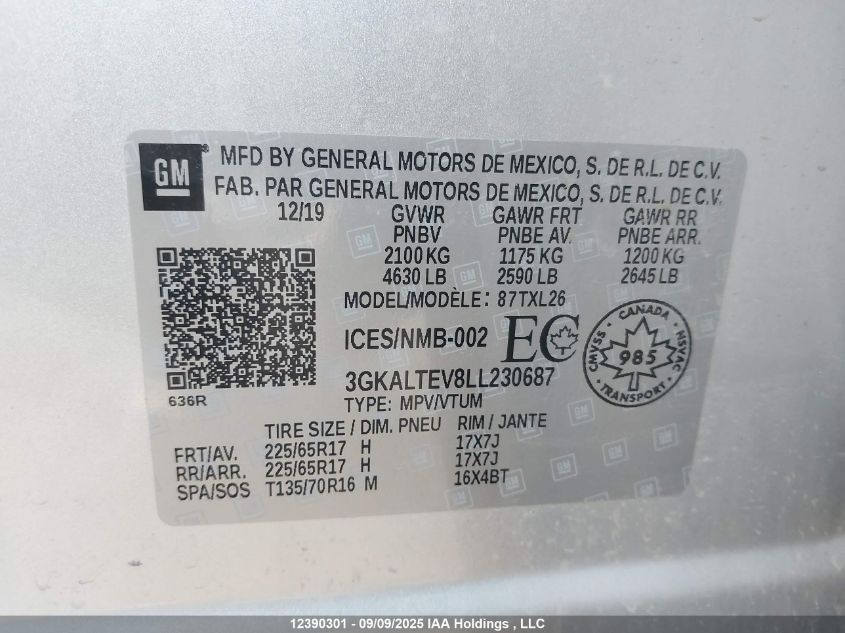 GM
MFD BY GENERAL MOTORS DE MEXICO, S. DE R.L. DE C.V.
FAB. PAR GENERAL MOTORS DE MEXICO, S. DE R.L. DE C.V.
12/19 GVWR GAWR FRT GAWR RR
PNBV PNBE AV. PNBE ARR.
2100 KG 1175 KG 1200 KG
4630 LB 2590 LB 2645 LB
MODEL/MODÈLE: 87TXL26
ICES/NMB-002 EC
CANADA
CMVSS 985 NSVAC
TRANSPORT
3GKALTEV8LL230687
636R
TYPE: MPV/VTUM
TIRE SIZE / DIM. PNEU RIM / JANTE
FRT/AV. 225/65R17 H 17X7J
RR/ARR. 225/65R17 H 17X7J
SPA/SOS T135/70R16 M 16X4BT
12390301 - 09/09/2025 IAA Holdings , LLC